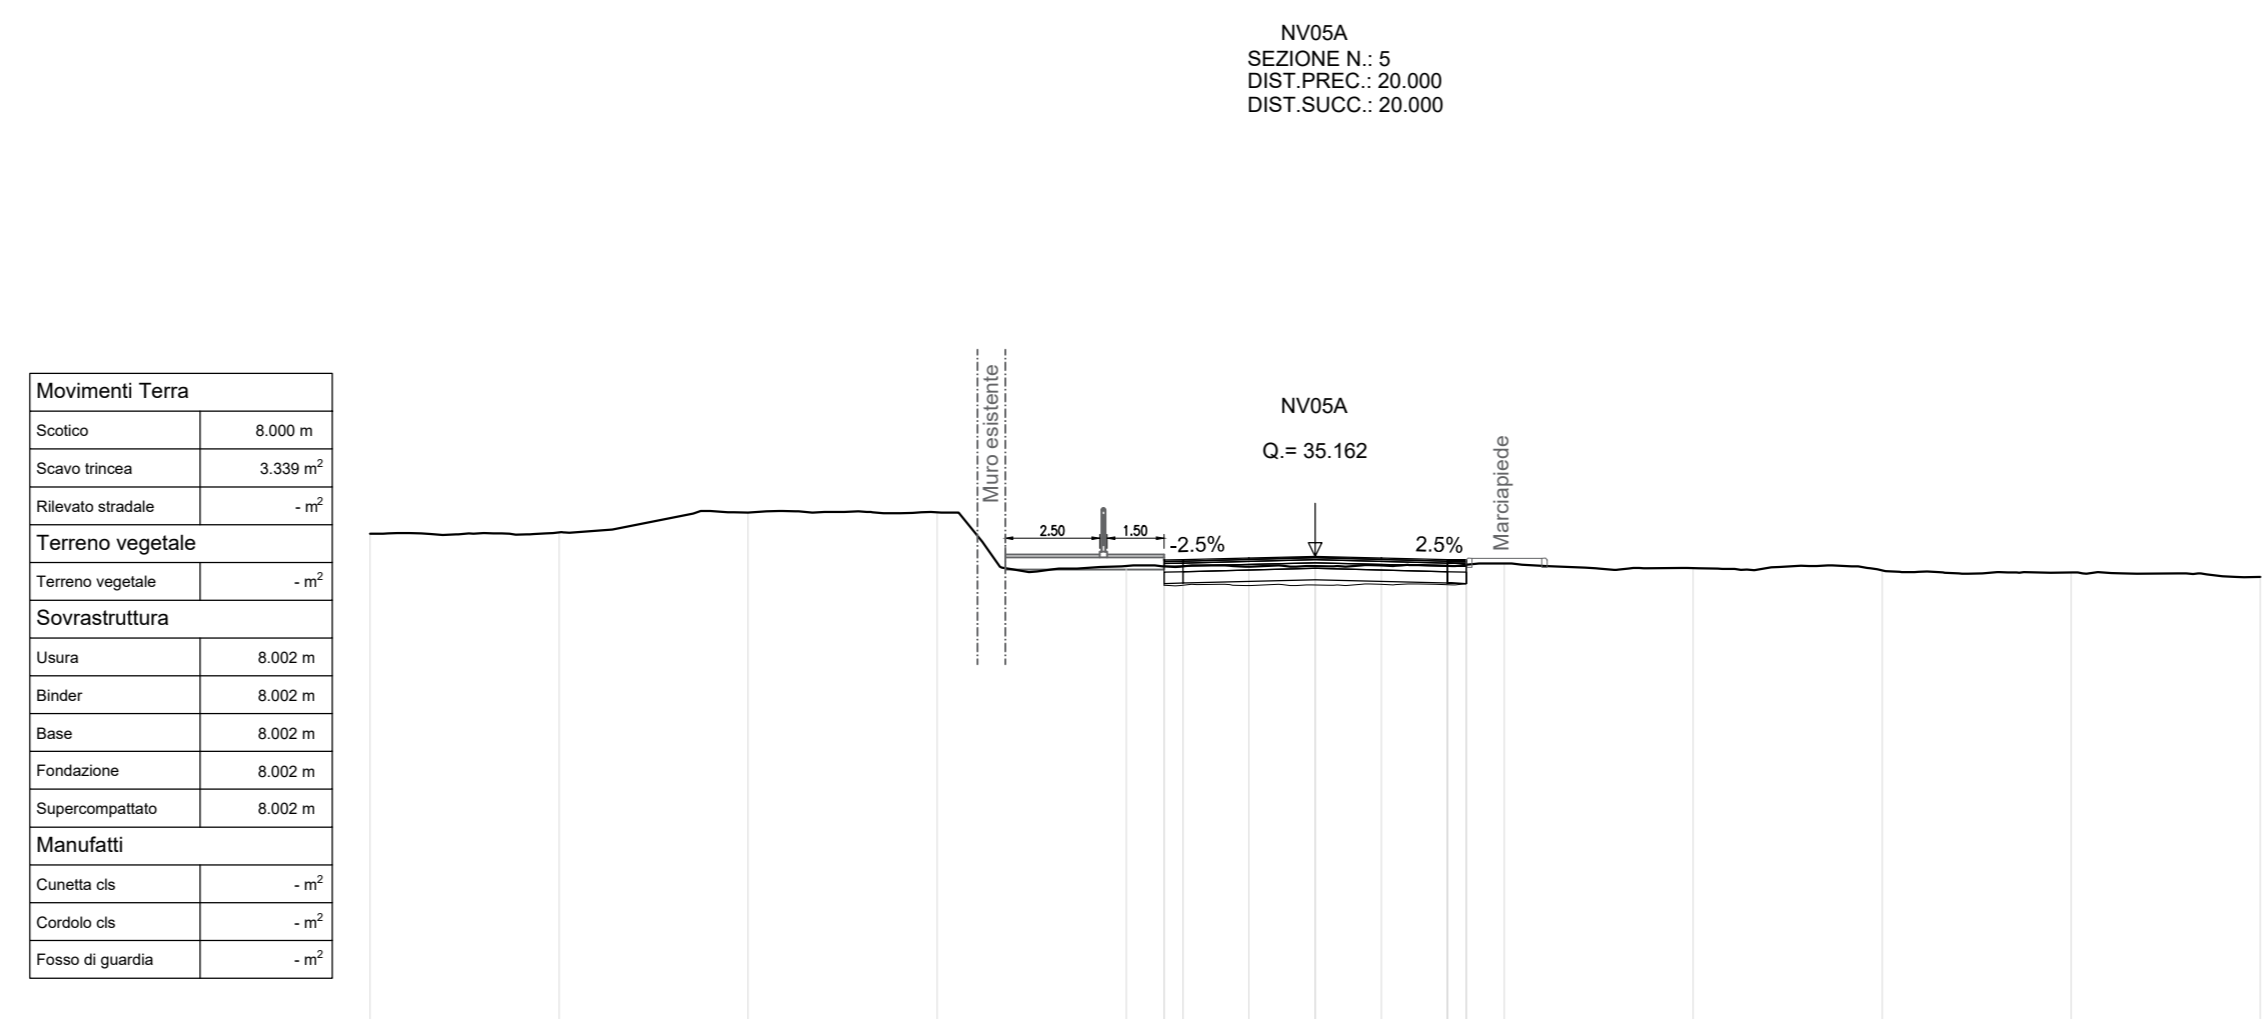 NV05A
SEZIONE N.: 5
DIST.PREC.: 20.000
DIST.SUCC.: 20.000
Movimenti Terra
Scotico 8.000 m
Scavo trincea 3.339 m²
Rilevato stradale - m²
Terreno vegetale
Terreno vegetale - m²
Sovrastruttura
Usura 8.002 m
Binder 8.002 m
Base 8.002 m
Fondazione 8.002 m
Supercompattato 8.002 m
Manufatti
Cunetta cls - m²
Cordolo cls - m²
Fosso di guardia - m²
Muro esistente
2.50
1.50
-2.5%
NV05A
Q.= 35.162
2.5%
Marciapiede